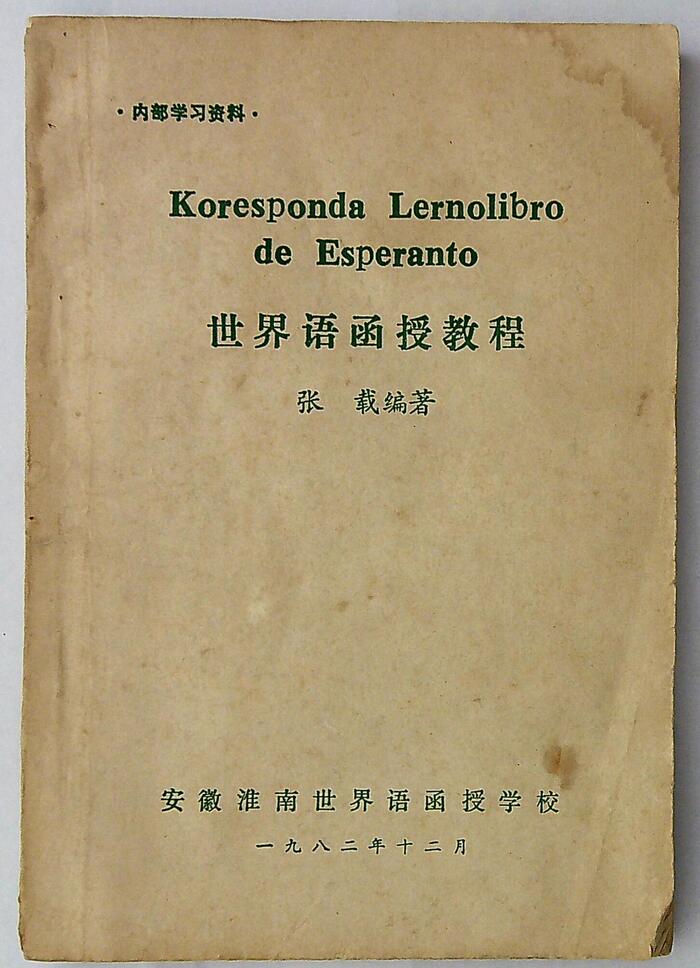 ·内部学习资料·
Koresponda Lernolibro
de Esperanto
世界语函授教程
张 载编著
安徽淮南世界语函授学校
一九八二年十二月